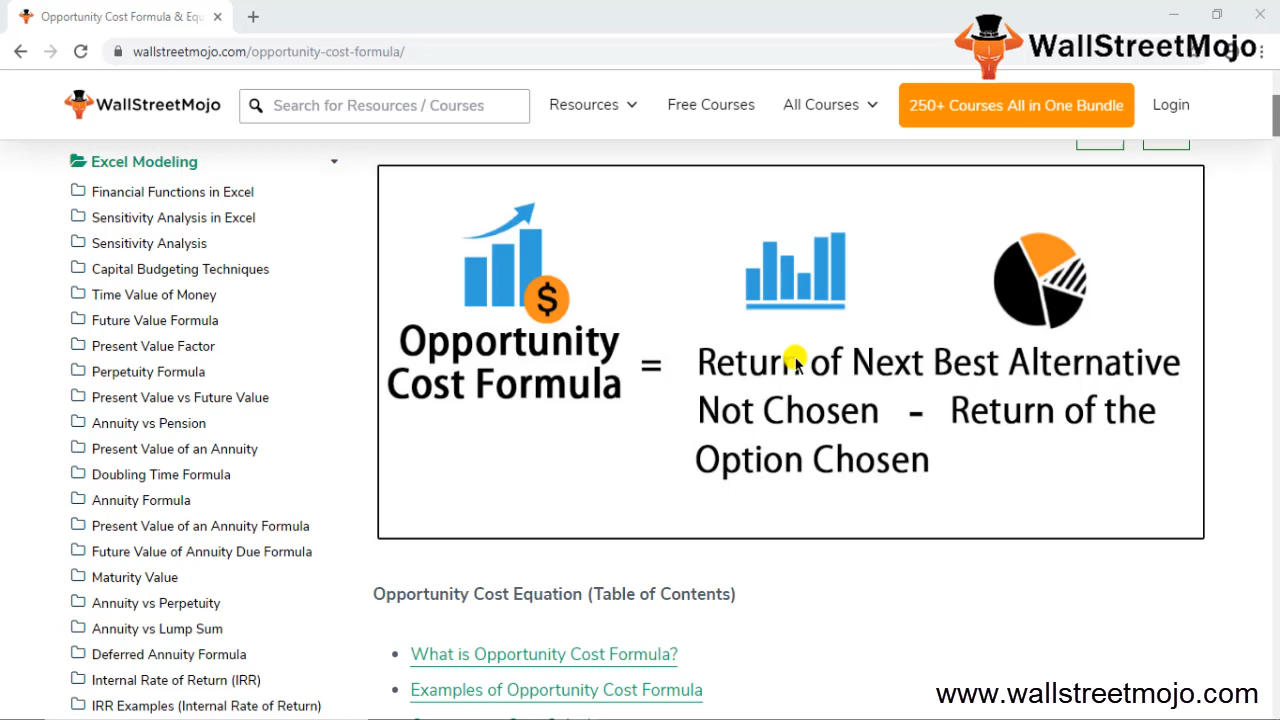 Opportunity Cost Formula & Equ
wallstreetmojo.com/opportunity-cost-formula/
WallStreetMojo
WallStreetMojo
Search for Resources / Courses
Resources
Free Courses
All Courses
250+ Courses All in One Bundle
Login
Excel Modeling
Financial Functions in Excel
Sensitivity Analysis in Excel
Sensitivity Analysis
Capital Budgeting Techniques
Time Value of Money
Future Value Formula
Present Value Factor
Perpetuity Formula
Present Value vs Future Value
Annuity vs Pension
Present Value of an Annuity
Doubling Time Formula
Annuity Formula
Present Value of an Annuity Formula
Future Value of Annuity Due Formula
Maturity Value
Annuity vs Perpetuity
Annuity vs Lump Sum
Deferred Annuity Formula
Internal Rate of Return (IRR)
IRR Examples (Internal Rate of Return)
$
Opportunity
Cost Formula
=
Return of Next Best Alternative
Not Chosen - Return of the
Option Chosen
Opportunity Cost Equation (Table of Contents)
What is Opportunity Cost Formula?
Examples of Opportunity Cost Formula
www.wallstreetmojo.com